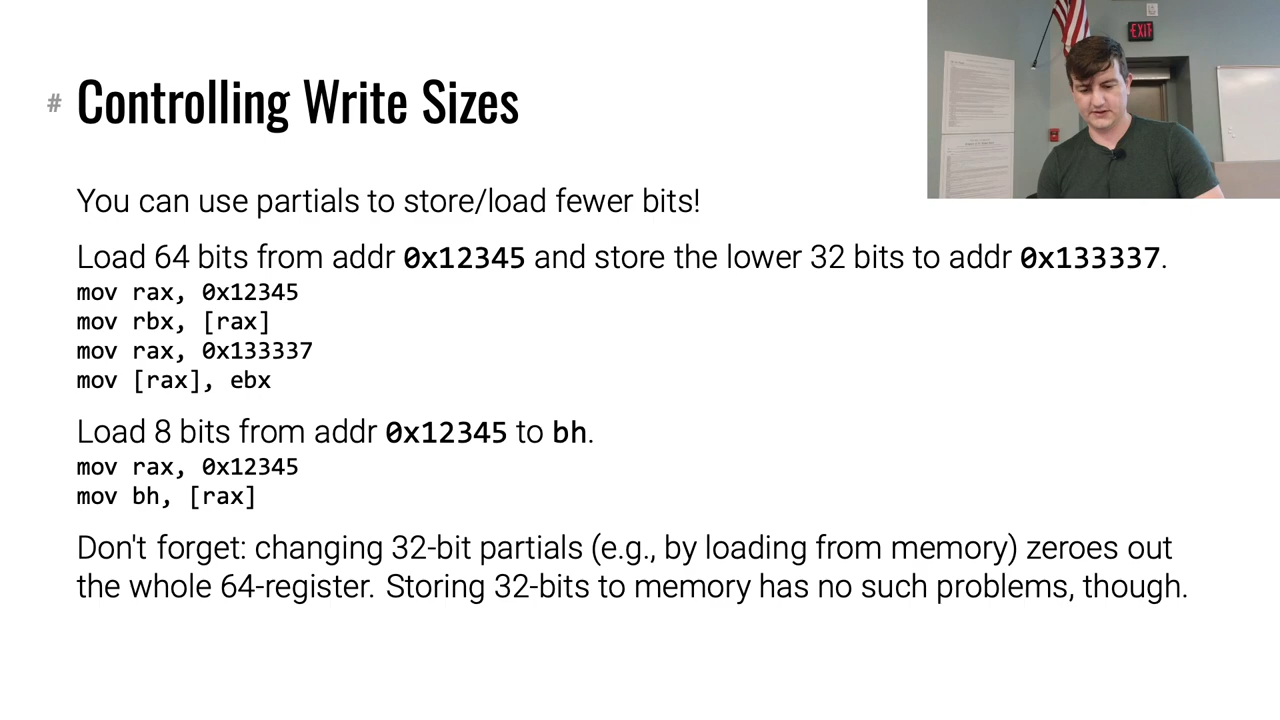 # Controlling Write Sizes
EXIT
You can use partials to store/load fewer bits!
Load 64 bits from addr 0x12345 and store the lower 32 bits to addr 0x133337.
mov rax, 0x12345
mov rbx, [rax]
mov rax, 0x133337
mov [rax], ebx
Load 8 bits from addr 0x12345 to bh.
mov rax, 0x12345
mov bh, [rax]
Don't forget: changing 32-bit partials (e.g., by loading from memory) zeroes out
the whole 64-register. Storing 32-bits to memory has no such problems, though.